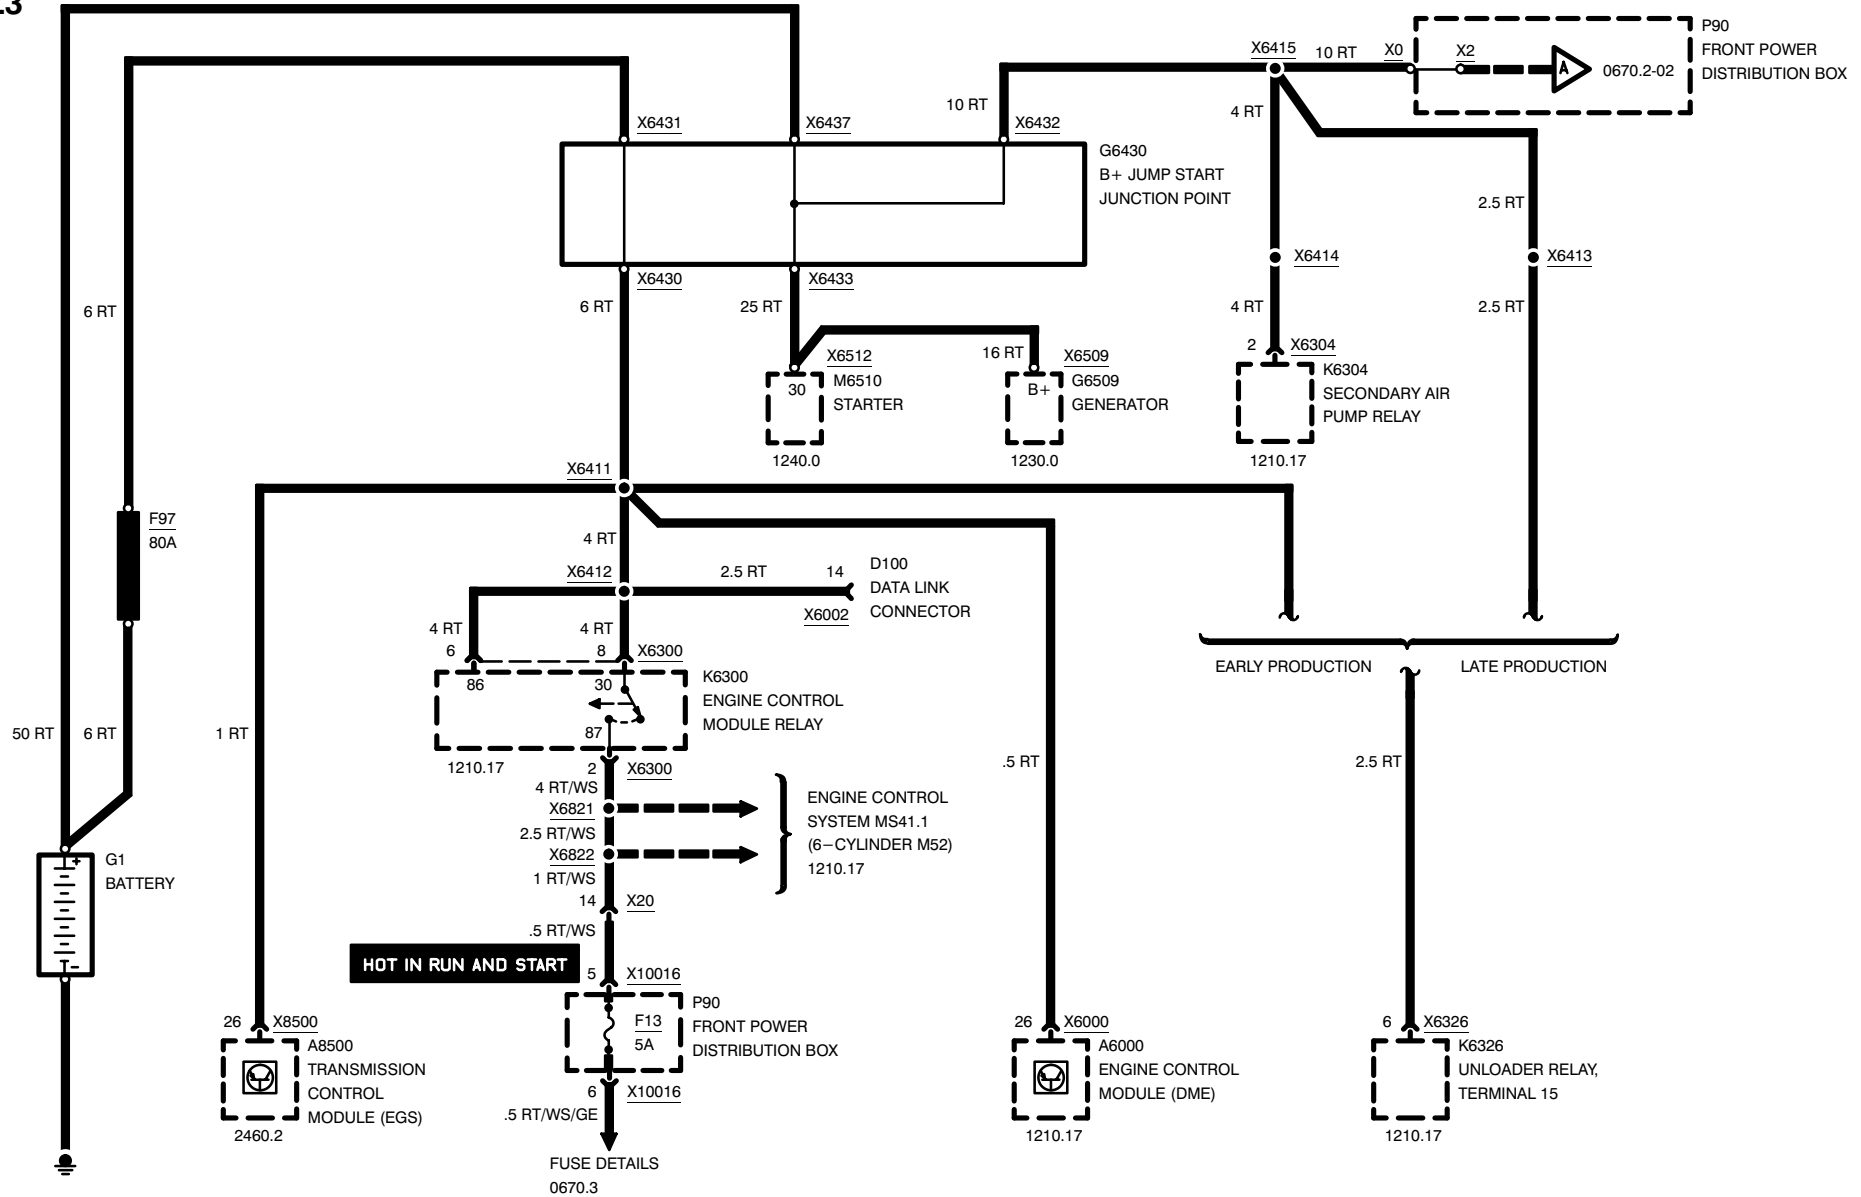 X6415
10 RT
X0
X2
A
0670.2-02
P90
FRONT POWER
DISTRIBUTION BOX
10 RT
4 RT
X6431
X6437
X6432
G6430
B+ JUMP START
JUNCTION POINT
2.5 RT
X6414
X6413
X6430
X6433
6 RT
6 RT
25 RT
4 RT
2.5 RT
X6512
16 RT
X6509
2
X6304
30
M6510
STARTER
B+
G6509
GENERATOR
K6304
SECONDARY AIR
PUMP RELAY
1240.0
1230.0
1210.17
X6411
F97
80A
4 RT
X6412
2.5 RT
14
D100
DATA LINK
CONNECTOR
X6002
4 RT
4 RT
6
8
X6300
EARLY PRODUCTION
LATE PRODUCTION
86
30
87
K6300
ENGINE CONTROL
MODULE RELAY
50 RT
6 RT
1 RT
1210.17
2
X6300
.5 RT
2.5 RT
4 RT/WS
X6821
2.5 RT/WS
X6822
1 RT/WS
ENGINE CONTROL
SYSTEM MS41.1
(6-CYLINDER M52)
1210.17
G1
BATTERY
+
-
14
X20
.5 RT/WS
HOT IN RUN AND START
5
X10016
F13
5A
P90
FRONT POWER
DISTRIBUTION BOX
6
X10016
.5 RT/WS/GE
FUSE DETAILS
0670.3
26
X8500
A8500
TRANSMISSION
CONTROL
MODULE (EGS)
2460.2
26
X6000
A6000
ENGINE CONTROL
MODULE (DME)
1210.17
6
X6326
K6326
UNLOADER RELAY,
TERMINAL 15
1210.17